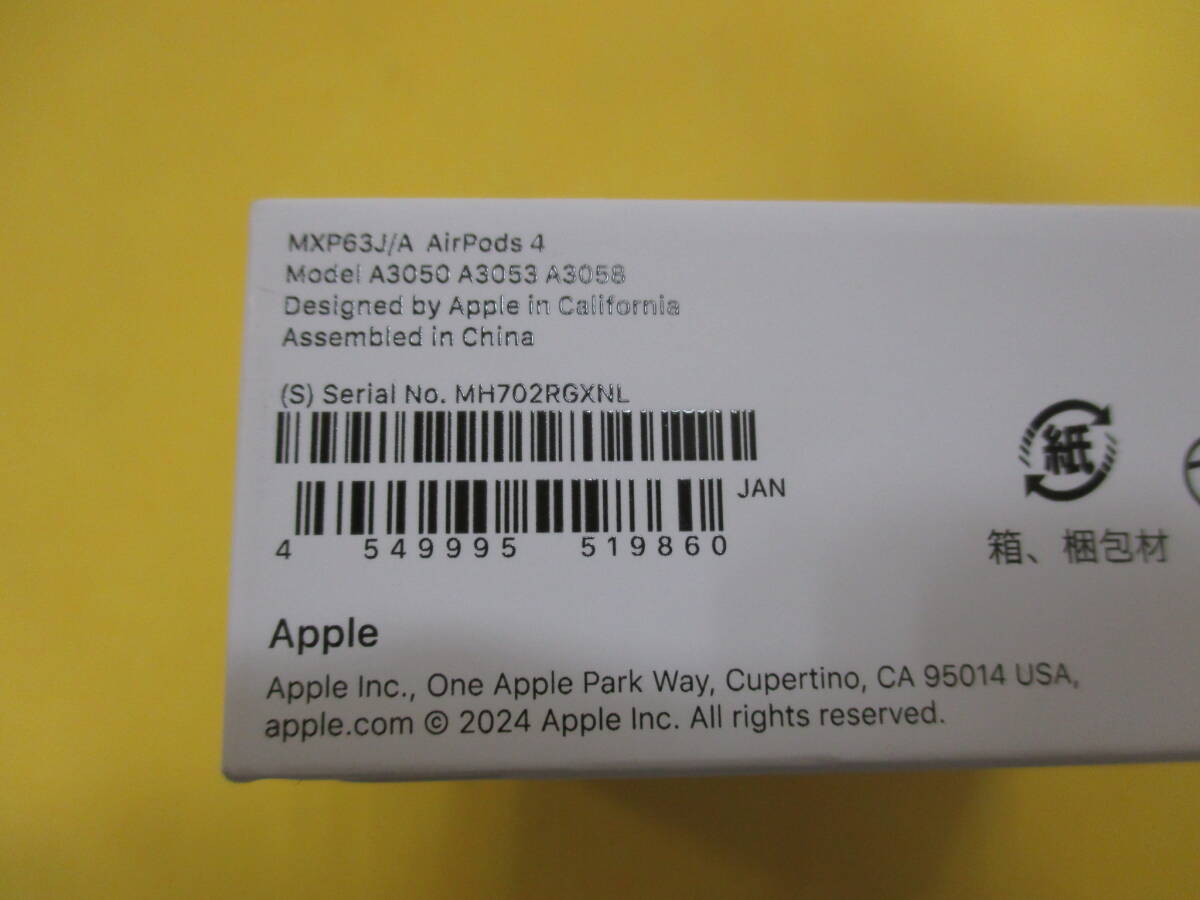 MXP63J/A AirPods 4
Model A3050 A3053 A3058
Designed by Apple in California
Assembled in China
(S) Serial No. MH702RGXNL
JAN
4 549995 519860
紙
箱、梱包材
Apple
Apple Inc., One Apple Park Way, Cupertino, CA 95014 USA,
apple.com © 2024 Apple Inc. All rights reserved.